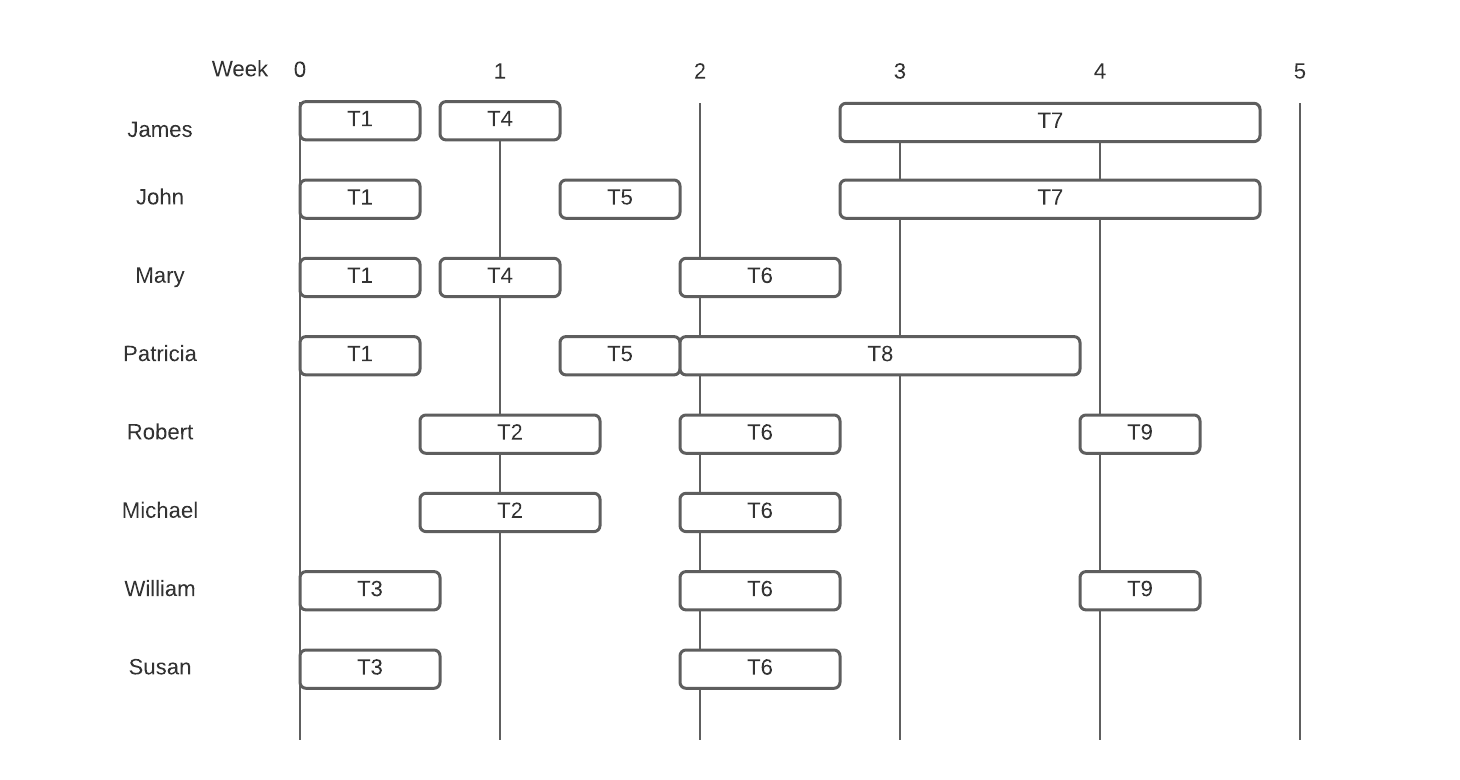 Week 0 1 2 3 4 5
James T1 T4 T7
John T1 T5 T7
Mary T1 T4 T6
Patricia T1 T5 T8
Robert T2 T6 T9
Michael T2 T6
William T3 T6 T9
Susan T3 T6